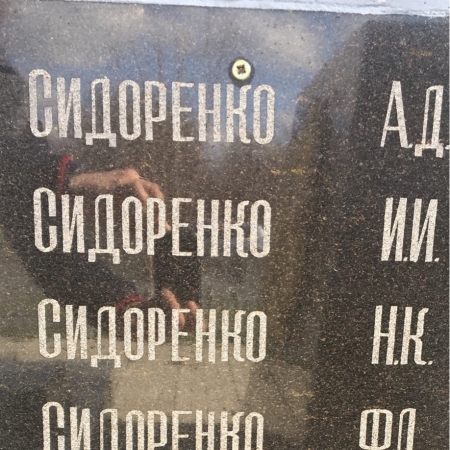 Сидоренко А.Д.
Сидоренко И.И.
Сидоренко Н.К.
Сидоренко